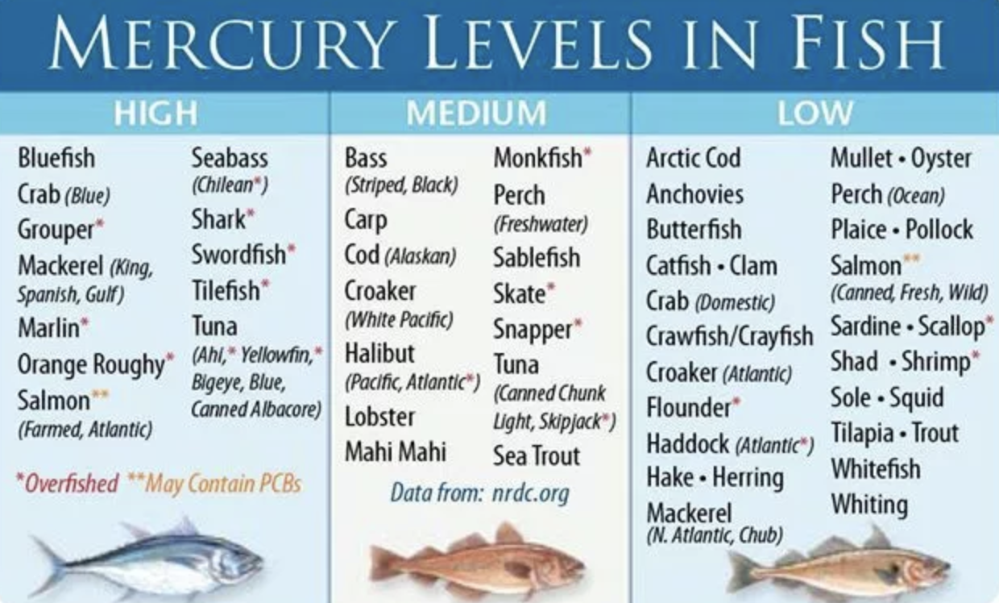 MERCURY LEVELS IN FISH
HIGH
Bluefish
Crab (Blue)
Grouper*
Mackerel (King,
Spanish, Gulf)
Marlin*
Orange Roughy*
Salmon**
(Farmed, Atlantic)
Seabass
(Chilean*)
Shark*
Swordfish*
Tilefish*
Tuna
(Ahi,* Yellowfin,*
Bigeye, Blue,
Canned Albacore)
*Overfished **May Contain PCBs
MEDIUM
Bass
(Striped, Black)
Carp
Cod (Alaskan)
Croaker
(White Pacific)
Halibut
(Pacific, Atlantic*)
Lobster
Mahi Mahi
Monkfish*
Perch
(Freshwater)
Sablefish
Skate*
Snapper*
Tuna
(Canned Chunk
Light, Skipjack*)
Sea Trout
Data from: nrdc.org
LOW
Arctic Cod
Anchovies
Butterfish
Catfish • Clam
Crab (Domestic)
Crawfish/Crayfish
Croaker (Atlantic)
Flounder*
Haddock (Atlantic*)
Hake • Herring
Mackerel
(N. Atlantic, Chub)
Mullet • Oyster
Perch (Ocean)
Plaice • Pollock
Salmon**
(Canned, Fresh, Wild)
Sardine • Scallop*
Shad • Shrimp*
Sole • Squid
Tilapia • Trout
Whitefish
Whiting